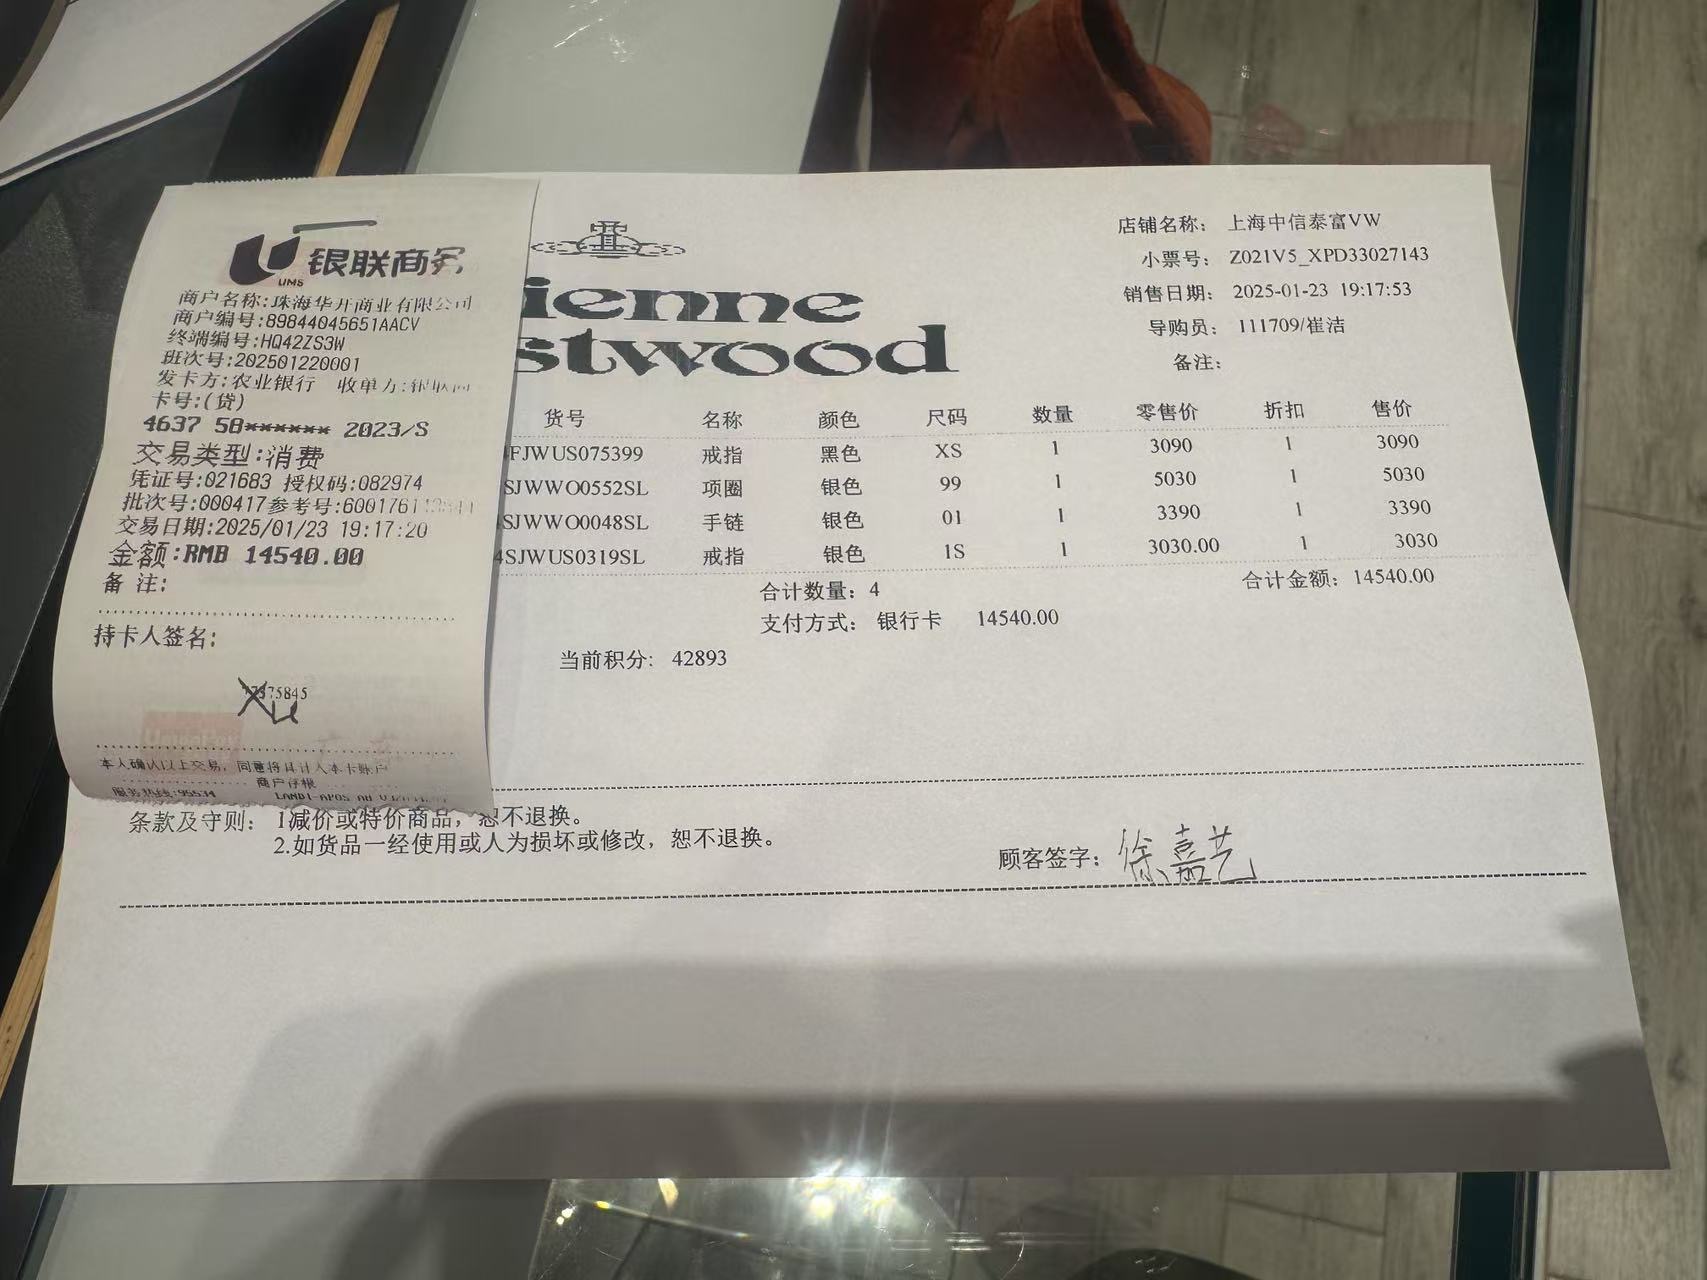 银联商务
UMS
商户名称:珠海华开商业有限公司
商户编号:89844045651AACV
终端编号:HQ42ZS3W
班次号:202501220001
发卡方:农业银行 收单方:银联商
卡号:(贷)
4637 58****** 2023/S
交易类型:消费
凭证号:021683 授权码:082974
批次号:000417 参考号:600176113
交易日期:2025/01/23 19:17:20
金额:RMB 14540.00
备 注:
持卡人签名:
75845
Xu
本人确认以上交易，同意将其计入本卡账户
商户存根
服务热线:95534
ienne
stwood
店铺名称： 上海中信泰富VW
小票号： Z021V5_XPD33027143
销售日期： 2025-01-23 19:17:53
导购员： 111709/崔洁
备注：
货号 名称 颜色 尺码 数量 零售价 折扣 售价
FJWUS075399 戒指 黑色 XS 1 3090 1 3090
SJWWO0552SL 项圈 银色 99 1 5030 1 5030
SJWWO0048SL 手链 银色 01 1 3390 1 3390
4SJWUS0319SL 戒指 银色 1S 1 3030.00 1 3030
合计数量： 4 合计金额： 14540.00
支付方式： 银行卡 14540.00
当前积分: 42893
条款及守则： 1减价或特价商品，恕不退换。
2.如货品一经使用或人为损坏或修改，恕不退换。
顾客签字： 徐嘉艺